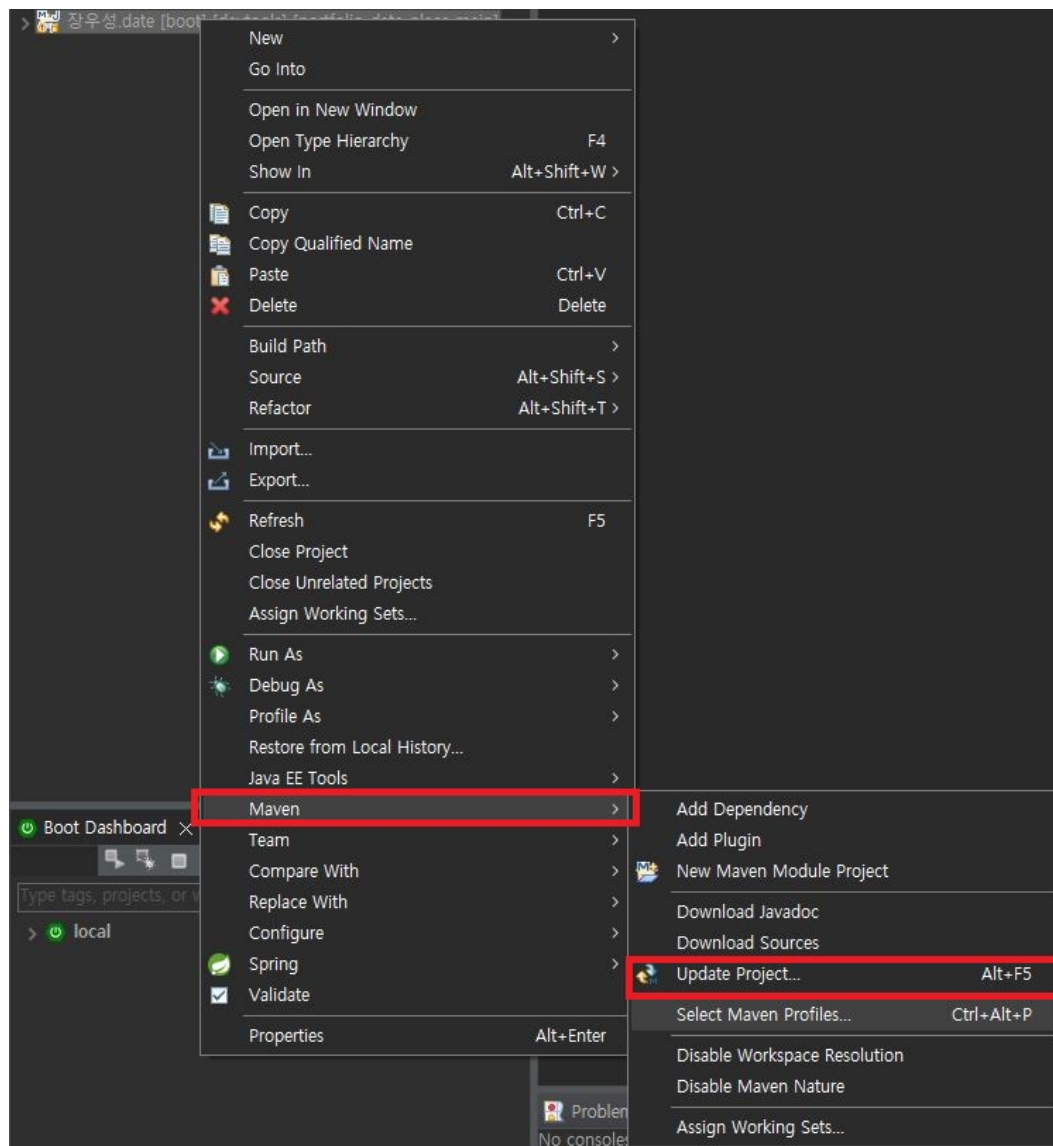 장우성.date [boot]
New
Go Into
Open in New Window
Open Type Hierarchy F4
Show In Alt+Shift+W >
Copy Ctrl+C
Copy Qualified Name
Paste Ctrl+V
Delete Delete
Build Path >
Source Alt+Shift+S >
Refactor Alt+Shift+T >
Import...
Export...
Refresh F5
Close Project
Close Unrelated Projects
Assign Working Sets...
Run As >
Debug As >
Profile As >
Restore from Local History...
Java EE Tools >
Maven >
Team >
Compare With >
Replace With >
Configure >
Spring >
Validate
Properties Alt+Enter
Add Dependency
Add Plugin
New Maven Module Project
Download Javadoc
Download Sources
Update Project... Alt+F5
Select Maven Profiles... Ctrl+Alt+P
Disable Workspace Resolution
Disable Maven Nature
Assign Working Sets...
Boot Dashboard
Type tags, projects, or
local
No consoles